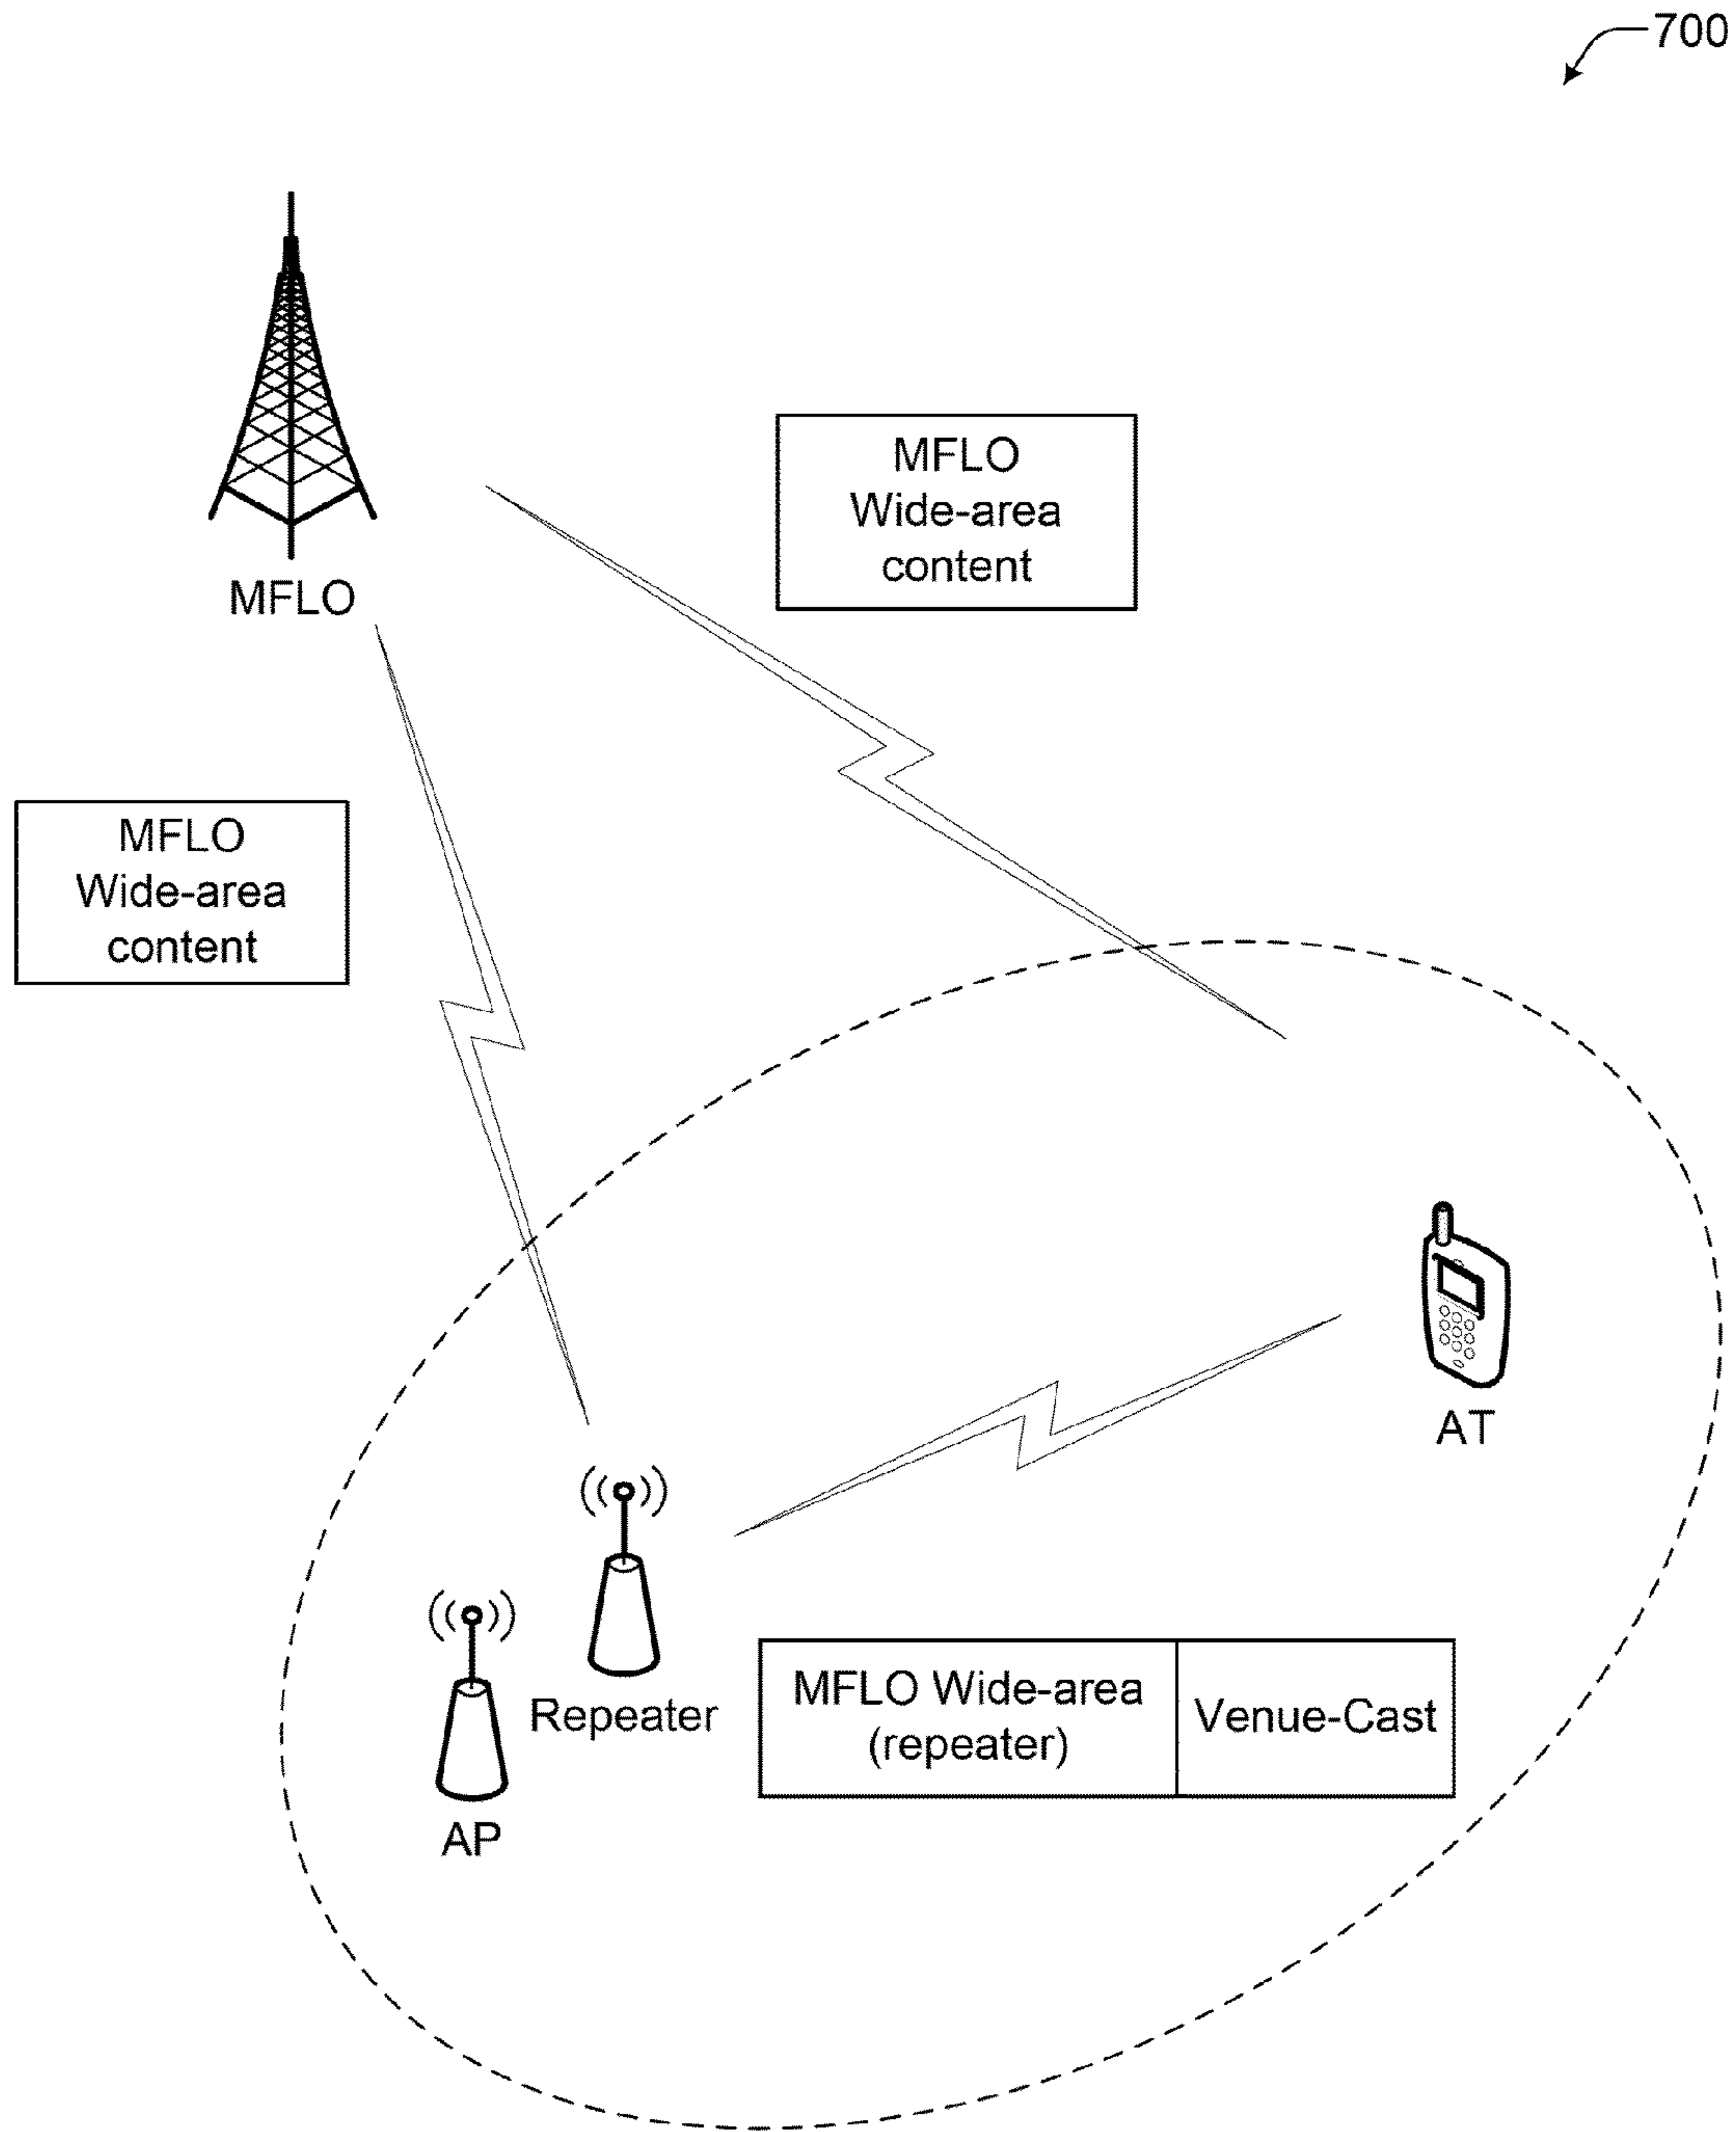 700
MFLO
Wide-area
content
MFLO
MFLO
Wide-area
content
AT
Repeater
MFLO Wide-area
(repeater)
Venue-Cast
AP